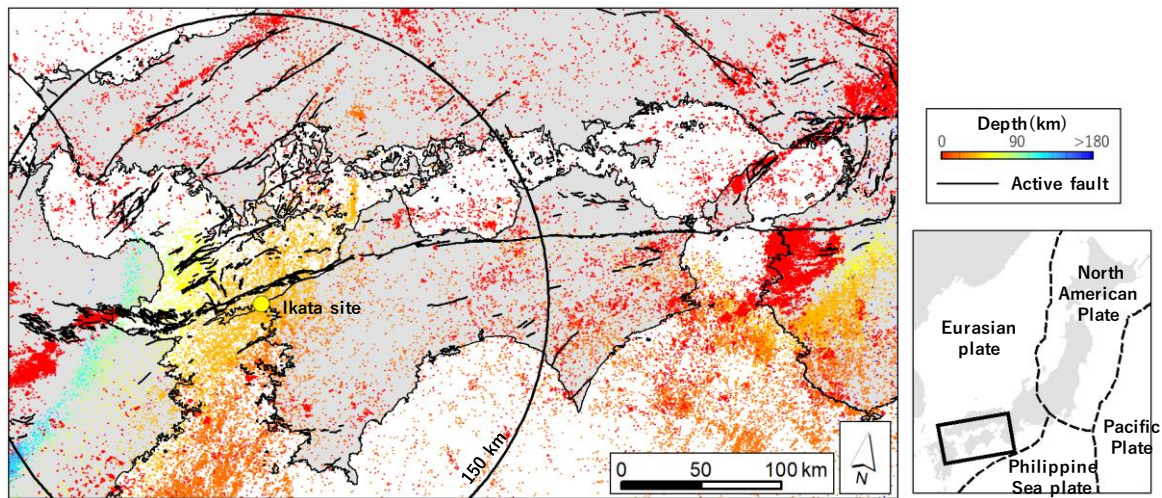 Ikata site
150 km
0 50 100 km
N
Depth(km)
0 90 >180
Active fault
North
American
Plate
Eurasian
plate
Pacific
Plate
Philippine
Sea plate